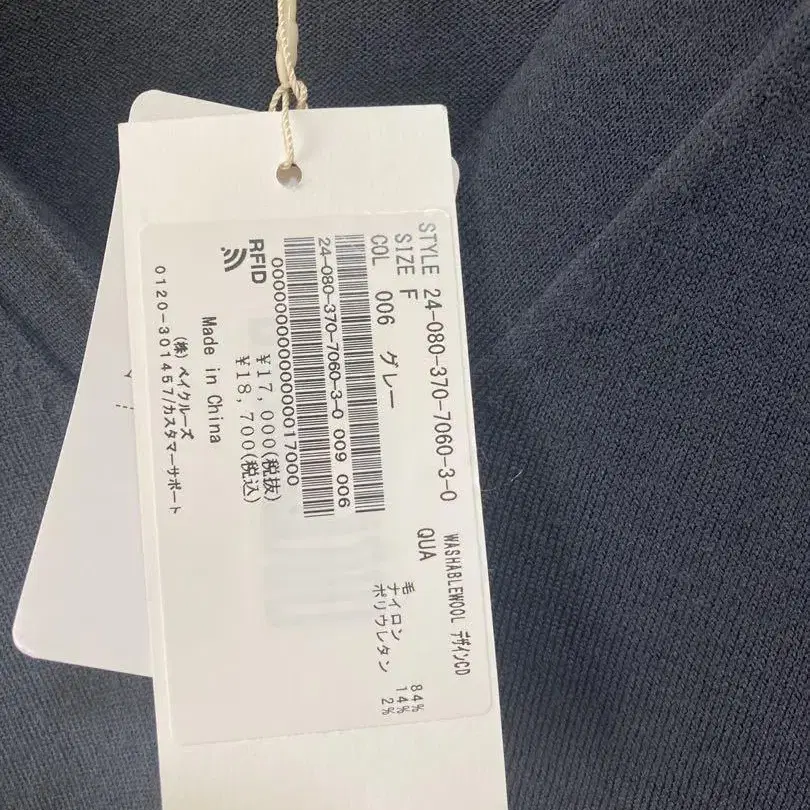 STYLE 24-080-370-7060-3-0
SIZE F
COL 006 グレー
WASHABLEWOOL デザインCD
QUA
毛 84%
ナイロン 14%
ポリウレタン 2%
24-080-370-7060-3-0 009 006
0000000000000000017000
RFID
¥17,000(税抜)
¥18,700(税込)
Made in China
(株)ベイクルーズ
0120-301457/カスタマーサポート